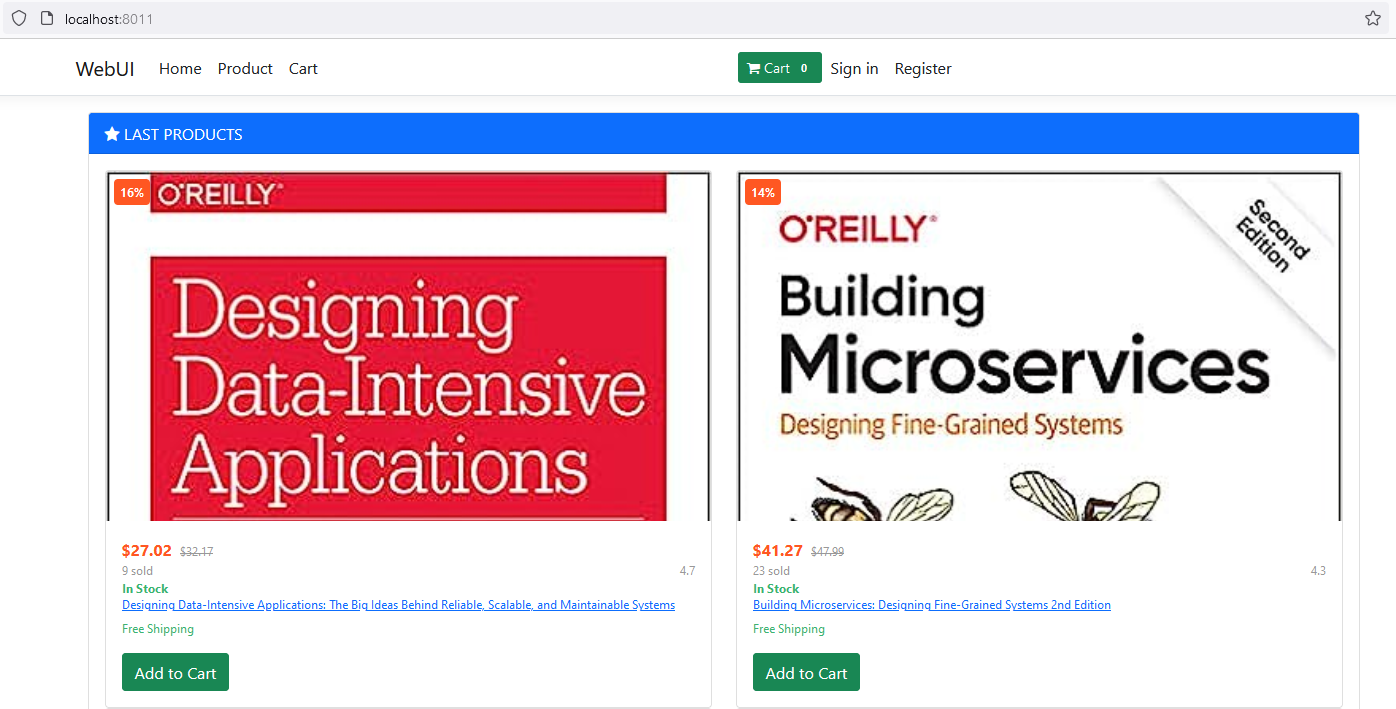 localhost:8011
WebUI Home Product Cart Cart 0 Sign in Register
LAST PRODUCTS
16% O'REILLY®
Designing
Data-Intensive
Applications
$27.02 $32.17
9 sold 4.7
In Stock
Designing Data-Intensive Applications: The Big Ideas Behind Reliable, Scalable, and Maintainable Systems
Free Shipping
Add to Cart
14%
Second
Edition
O'REILLY®
Building
Microservices
Designing Fine-Grained Systems
$41.27 $47.99
23 sold 4.3
In Stock
Building Microservices: Designing Fine-Grained Systems 2nd Edition
Free Shipping
Add to Cart